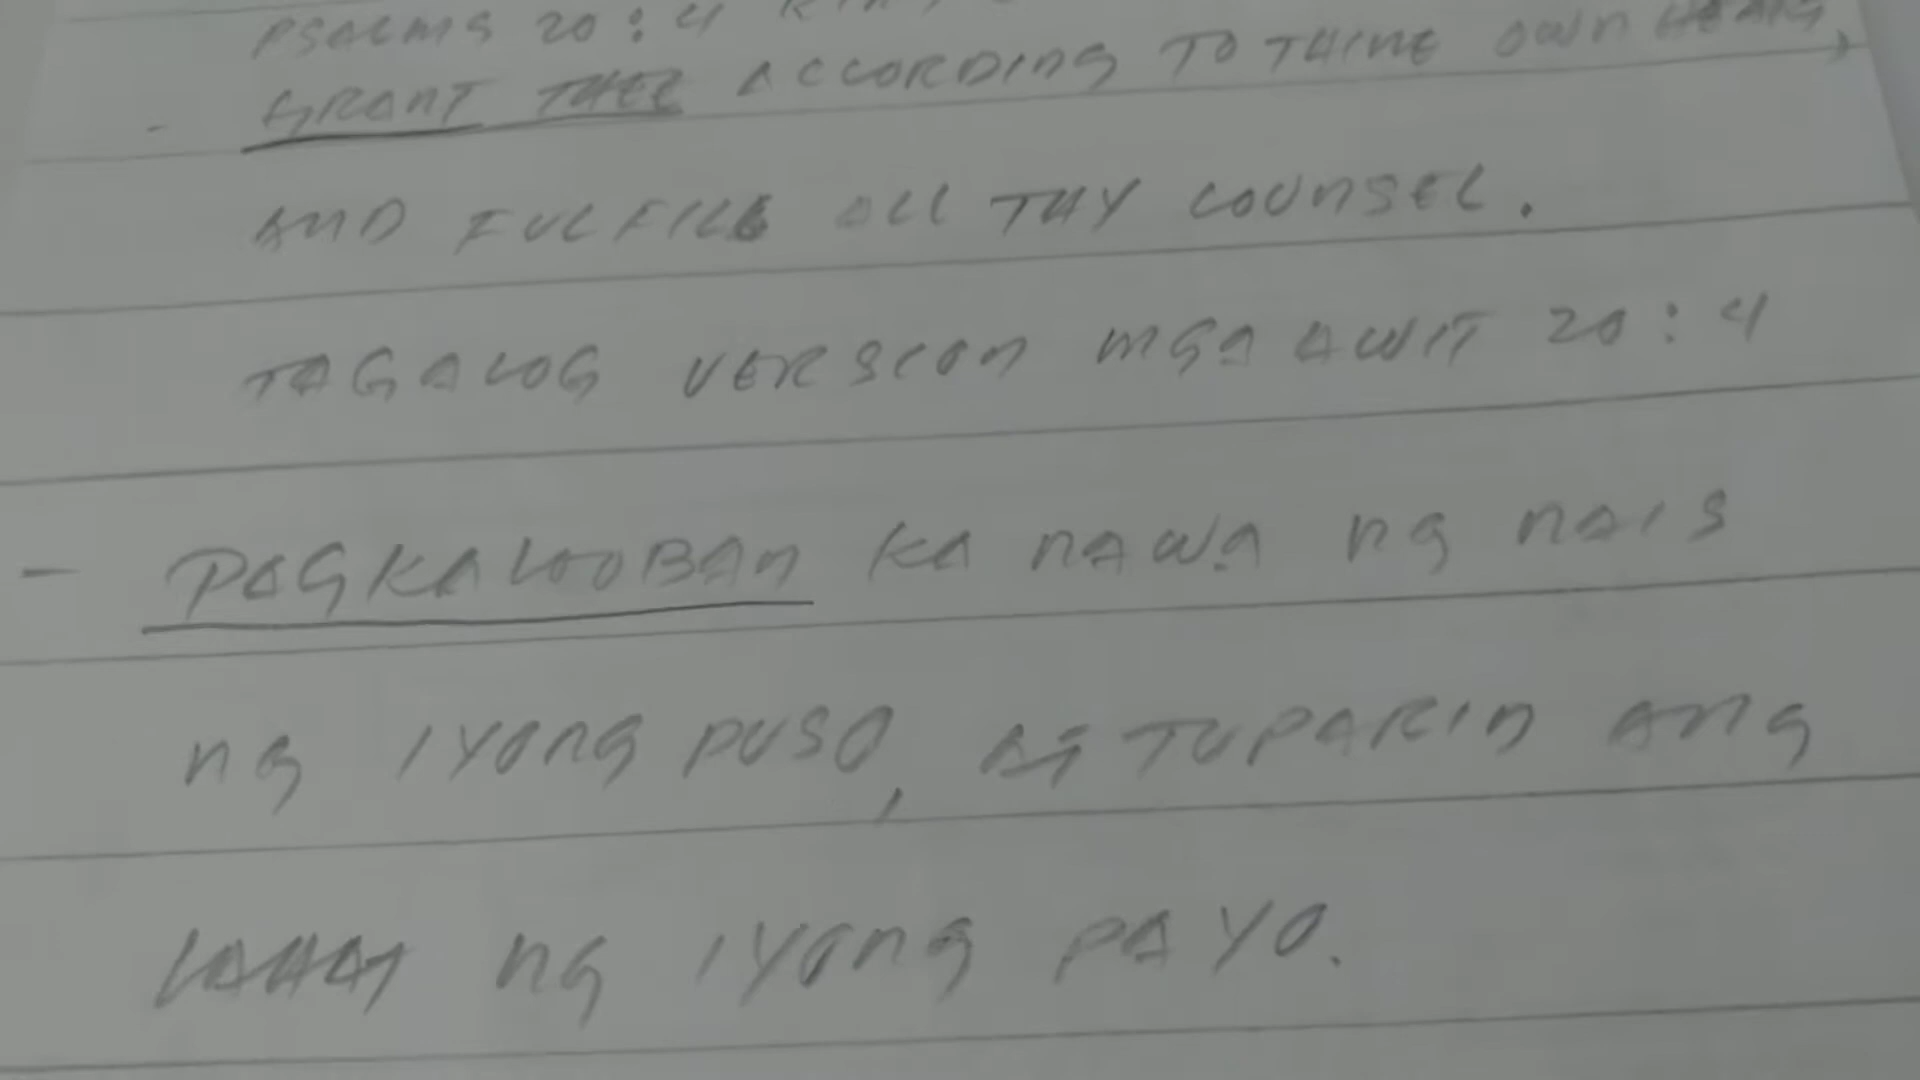 PSALMS 20:4
GRANT THEE ACCORDING TO THINE OWN HEART,
- AND FULFILL ALL THY COUNSEL.
TAGALOG VERSION MGA AWIT 20:4
- PAGKALOOBAN KA NAWA NG NAIS
NG IYONG PUSO, AT TUPARIN ANG
LAHAT NG IYONG PAYO.